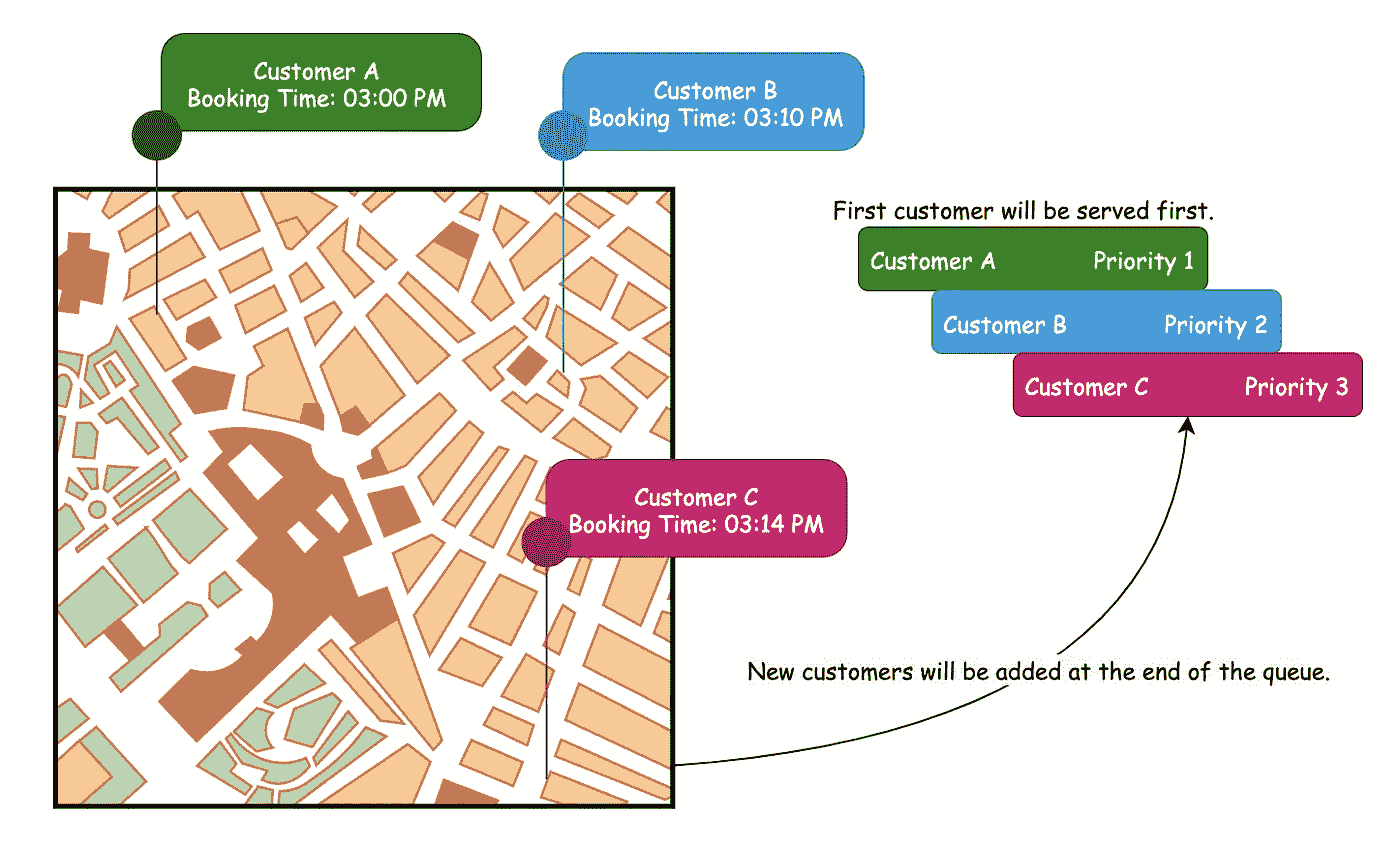 Customer A
Booking Time: 03:00 PM
Customer B
Booking Time: 03:10 PM
First customer will be served first.
Customer A Priority 1
Customer B Priority 2
Customer C Priority 3
Customer C
Booking Time: 03:14 PM
New customers will be added at the end of the queue.